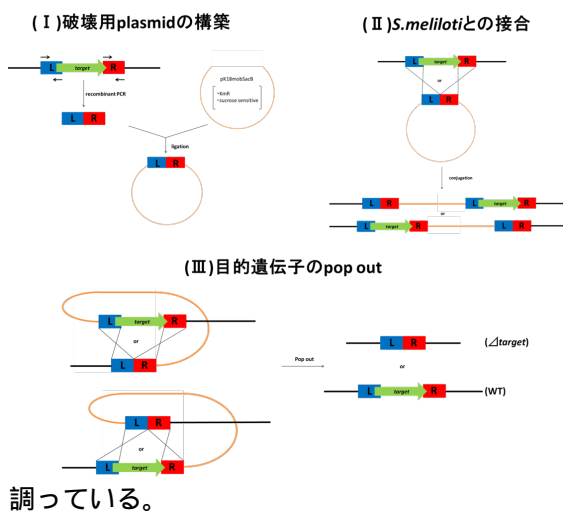 (Ⅰ)破壊用plasmidの構築
L target R
recombinant PCR
L R
pK18mobSacB
・KmR
・sucrose sensitive
ligation
L R
(Ⅱ)S.melilotiとの接合
L target R
or
L R
conjugation
L R L target R
or
L target R L R
(Ⅲ)目的遺伝子のpop out
L target R
or
L R
L R
or
L target R
Pop out
L R (⊿target)
or
L target R (WT)
調っている。